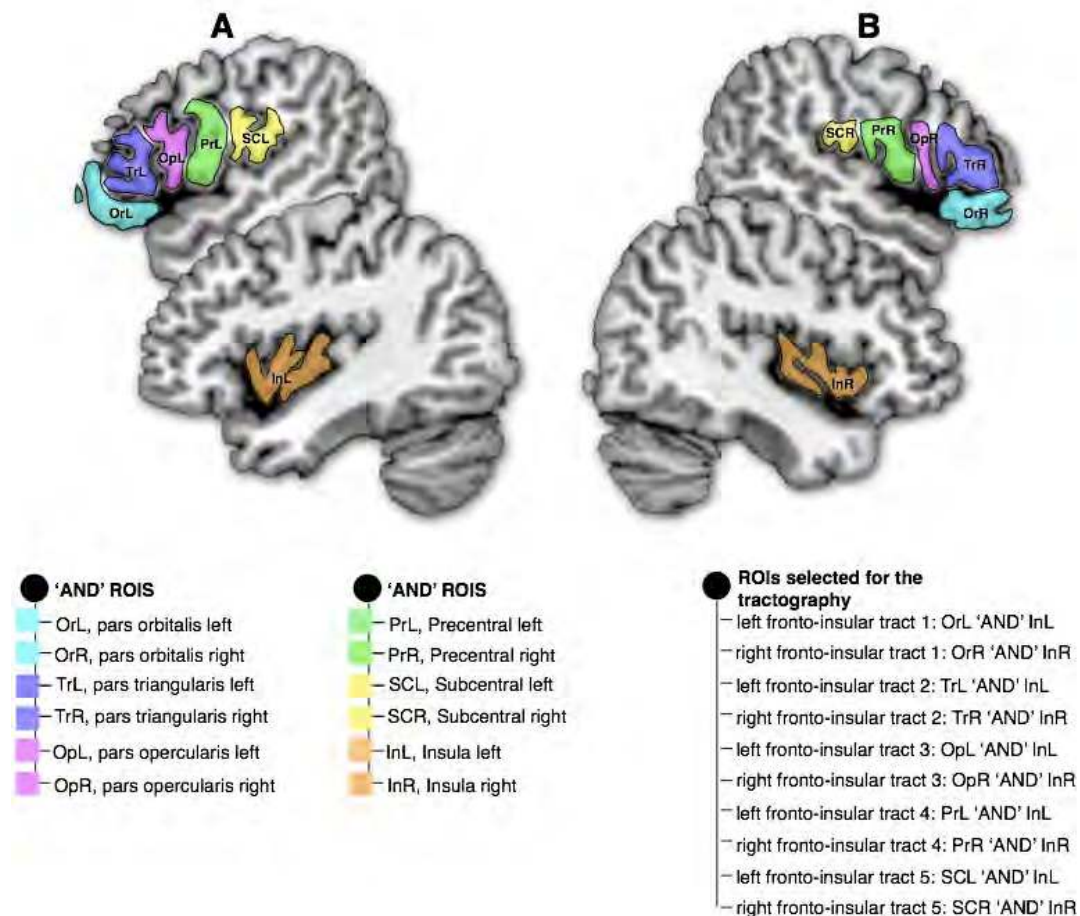 A
B
SCL
PrL
OpL
TrL
OrL
SCR
PrR
OpR
TrR
OrR
InL
InR
'AND' ROIS
OrL, pars orbitalis left
OrR, pars orbitalis right
TrL, pars triangularis left
TrR, pars triangularis right
OpL, pars opercularis left
OpR, pars opercularis right
'AND' ROIS
PrL, Precentral left
PrR, Precentral right
SCL, Subcentral left
SCR, Subcentral right
InL, Insula left
InR, Insula right
ROIs selected for the
tractography
left fronto-insular tract 1: OrL 'AND' InL
right fronto-insular tract 1: OrR 'AND' InR
left fronto-insular tract 2: TrL 'AND' InL
right fronto-insular tract 2: TrR 'AND' InR
left fronto-insular tract 3: OpL 'AND' InL
right fronto-insular tract 3: OpR 'AND' InR
left fronto-insular tract 4: PrL 'AND' InL
right fronto-insular tract 4: PrR 'AND' InR
left fronto-insular tract 5: SCL 'AND' InL
right fronto-insular tract 5: SCR 'AND' InR